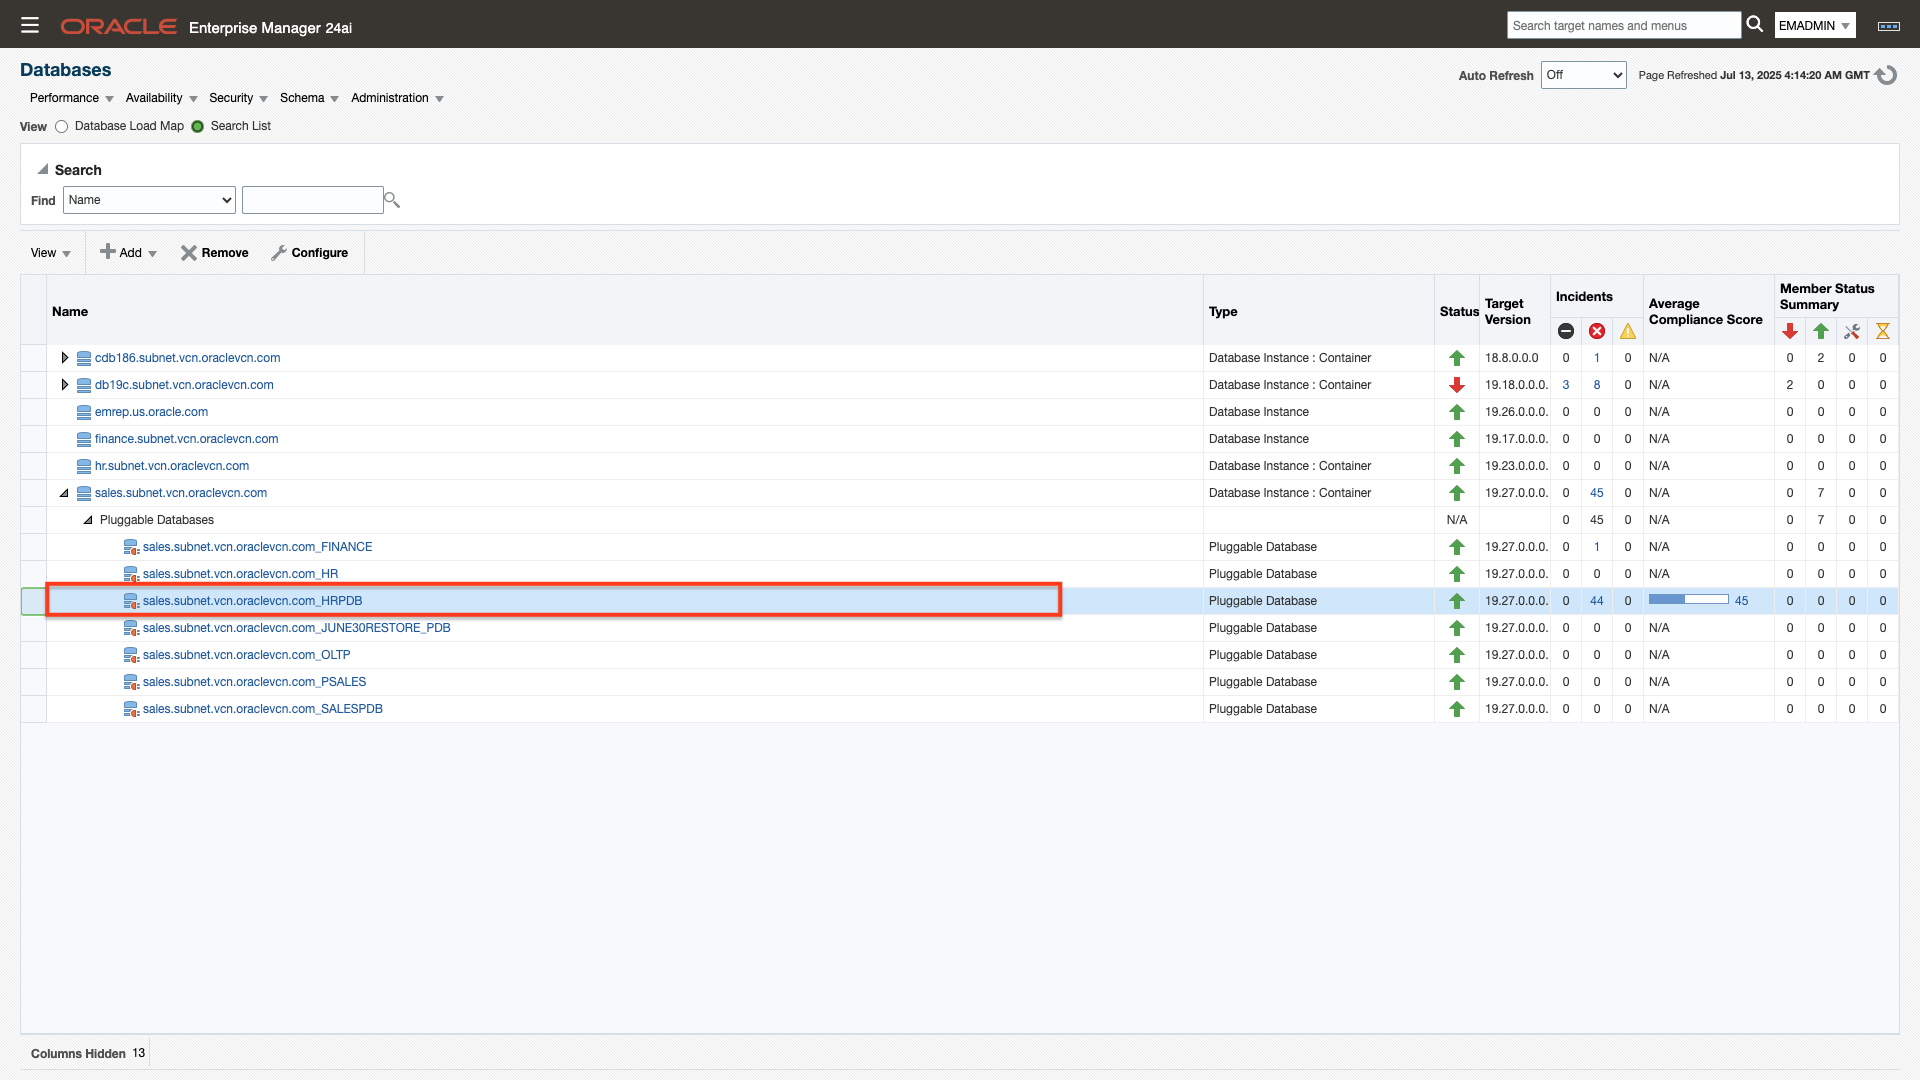 ORACLE Enterprise Manager 24ai Search target names and menus EMADMIN
Databases
Auto Refresh Off Page Refreshed Jul 13, 2025 4:14:20 AM GMT
Performance Availability Security Schema Administration
View Database Load Map Search List
Search
Find Name
View Add Remove Configure
Name Type Status Target Version Incidents Average Compliance Score Member Status Summary
cdb186.subnet.vcn.oraclevcn.com Database Instance : Container 18.8.0.0.0 0 1 0 N/A 0 2 0 0
db19c.subnet.vcn.oraclevcn.com Database Instance : Container 19.18.0.0.0. 3 8 0 N/A 2 0 0 0
emrep.us.oracle.com Database Instance 19.26.0.0.0. 0 0 0 N/A 0 0 0 0
finance.subnet.vcn.oraclevcn.com Database Instance 19.17.0.0.0. 0 0 0 N/A 0 0 0 0
hr.subnet.vcn.oraclevcn.com Database Instance : Container 19.23.0.0.0. 0 0 0 N/A 0 0 0 0
sales.subnet.vcn.oraclevcn.com Database Instance : Container 19.27.0.0.0. 0 45 0 N/A 0 7 0 0
Pluggable Databases N/A 0 45 0 N/A 0 7 0 0
sales.subnet.vcn.oraclevcn.com_FINANCE Pluggable Database 19.27.0.0.0. 0 1 0 N/A 0 0 0 0
sales.subnet.vcn.oraclevcn.com_HR Pluggable Database 19.27.0.0.0. 0 0 0 N/A 0 0 0 0
sales.subnet.vcn.oraclevcn.com_HRPDB Pluggable Database 19.27.0.0.0. 0 44 0 45 0 0 0 0
sales.subnet.vcn.oraclevcn.com_JUNE30RESTORE_PDB Pluggable Database 19.27.0.0.0. 0 0 0 N/A 0 0 0 0
sales.subnet.vcn.oraclevcn.com_OLTP Pluggable Database 19.27.0.0.0. 0 0 0 N/A 0 0 0 0
sales.subnet.vcn.oraclevcn.com_PSALES Pluggable Database 19.27.0.0.0. 0 0 0 N/A 0 0 0 0
sales.subnet.vcn.oraclevcn.com_SALESPDB Pluggable Database 19.27.0.0.0. 0 0 0 N/A 0 0 0 0
Columns Hidden 13